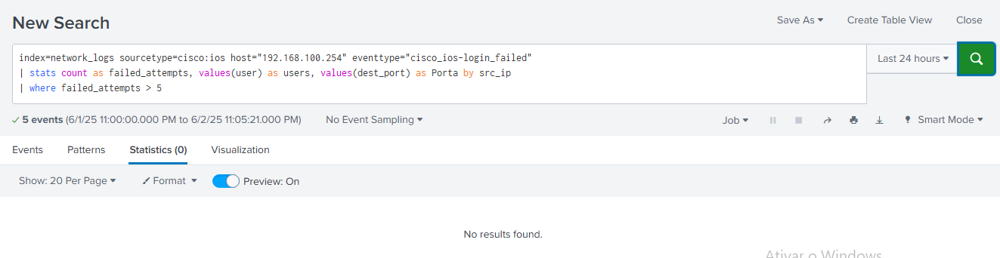 New Search
Save As ▾ Create Table View Close
index=network_logs sourcetype=cisco:ios host="192.168.100.254" eventtype="cisco_ios-login_failed"
| stats count as failed_attempts, values(user) as users, values(dest_port) as Porta by src_ip
| where failed_attempts > 5
Last 24 hours ▾
✓ 5 events (6/1/25 11:00:00.000 PM to 6/2/25 11:05:21.000 PM) No Event Sampling ▾ Job ▾ Smart Mode ▾
Events Patterns Statistics (0) Visualization
Show: 20 Per Page ▾ Format ▾ Preview: On
No results found.
Ativar o Windows